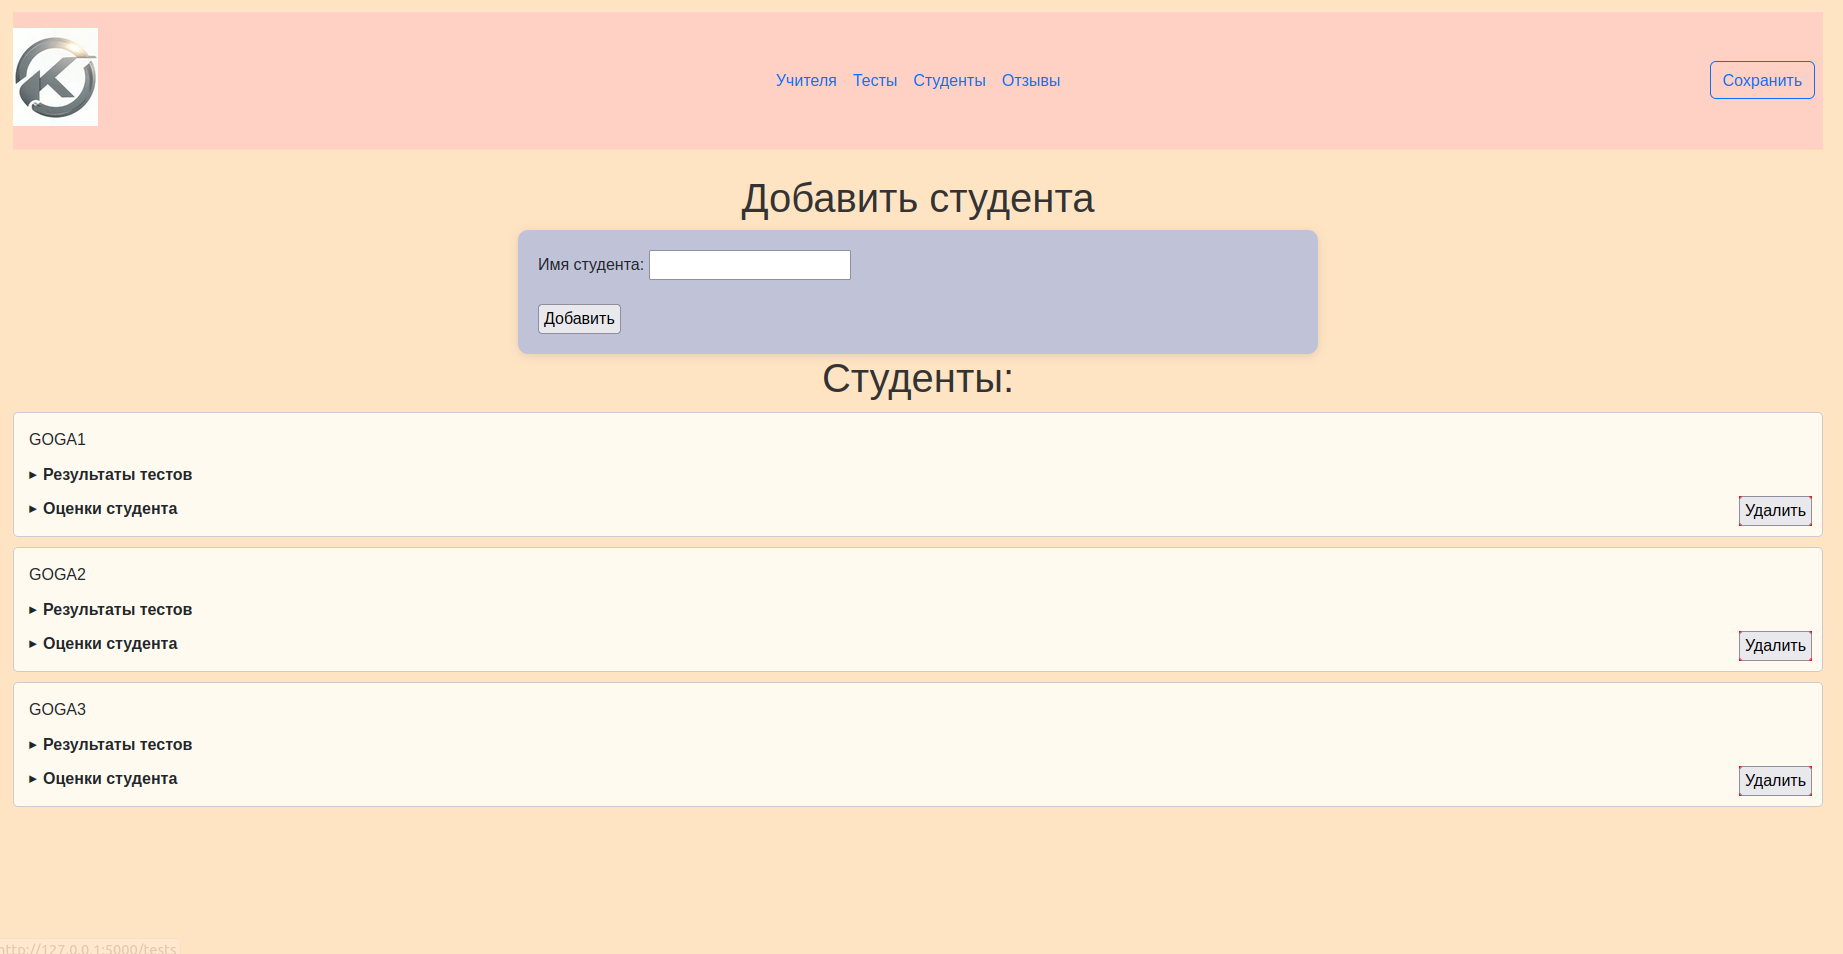 K
Учителя Тесты Студенты Отзывы Сохранить
Добавить студента
Имя студента:
Добавить
Студенты:
GOGA1
Результаты тестов
Оценки студента Удалить
GOGA2
Результаты тестов
Оценки студента Удалить
GOGA3
Результаты тестов
Оценки студента Удалить
http://127.0.0.1:5000/tests